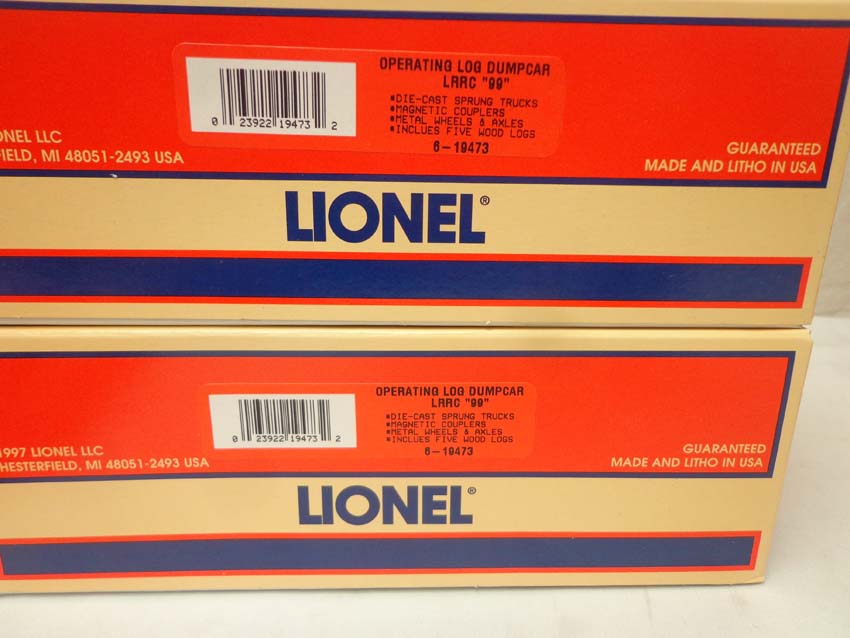 OPERATING LOG DUMPCAR
LRRC "99"
*DIE-CAST SPRUNG TRUCKS
*MAGNETIC COUPLERS
*METAL WHEELS & AXLES
*INCLUES FIVE WOOD LOGS
6-19473
0 23922 19473 2
ONEL LLC
FIELD, MI 48051-2493 USA
GUARANTEED
MADE AND LITHO IN USA
LIONEL®
OPERATING LOG DUMPCAR
LRRC "99"
*DIE-CAST SPRUNG TRUCKS
*MAGNETIC COUPLERS
*METAL WHEELS & AXLES
*INCLUES FIVE WOOD LOGS
6-19473
0 23922 19473 2
1997 LIONEL LLC
HESTERFIELD, MI 48051-2493 USA
GUARANTEED
MADE AND LITHO IN USA
LIONEL®